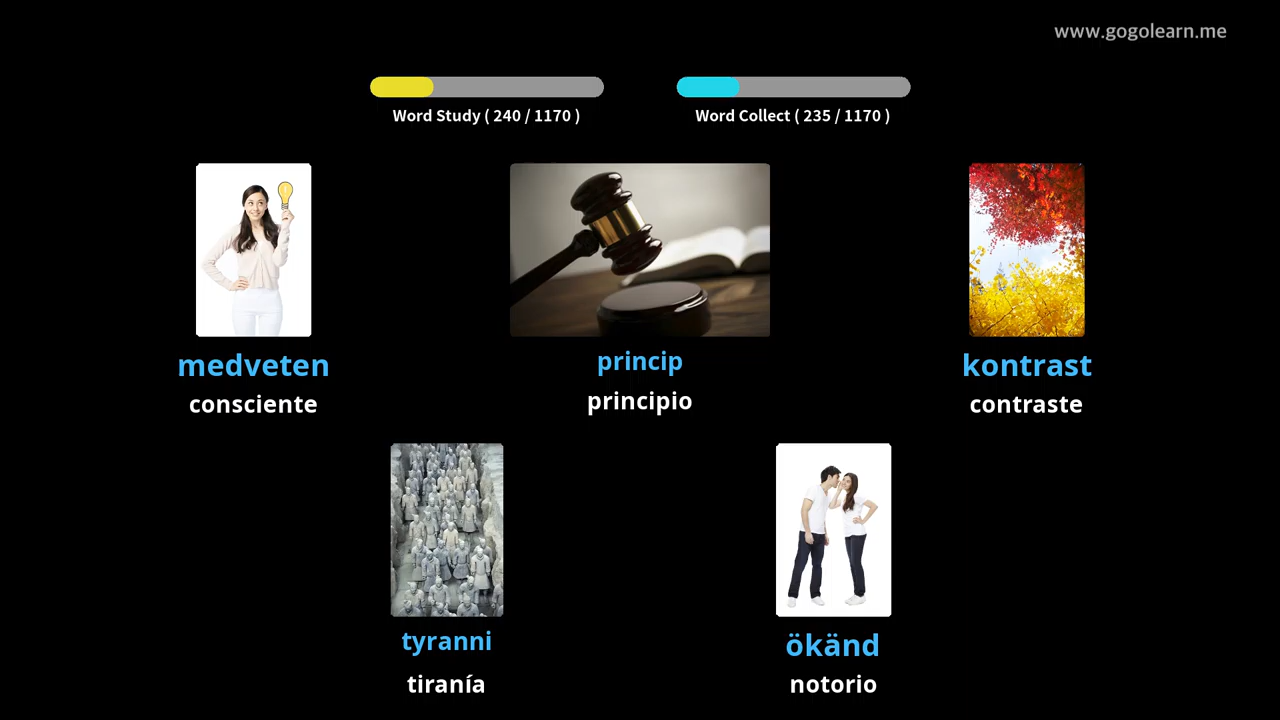 www.gogolearn.me
Word Study ( 240 / 1170 )
Word Collect ( 235 / 1170 )
medveten
consciente
princip
principio
kontrast
contraste
tyranni
tiranía
ökänd
notorio